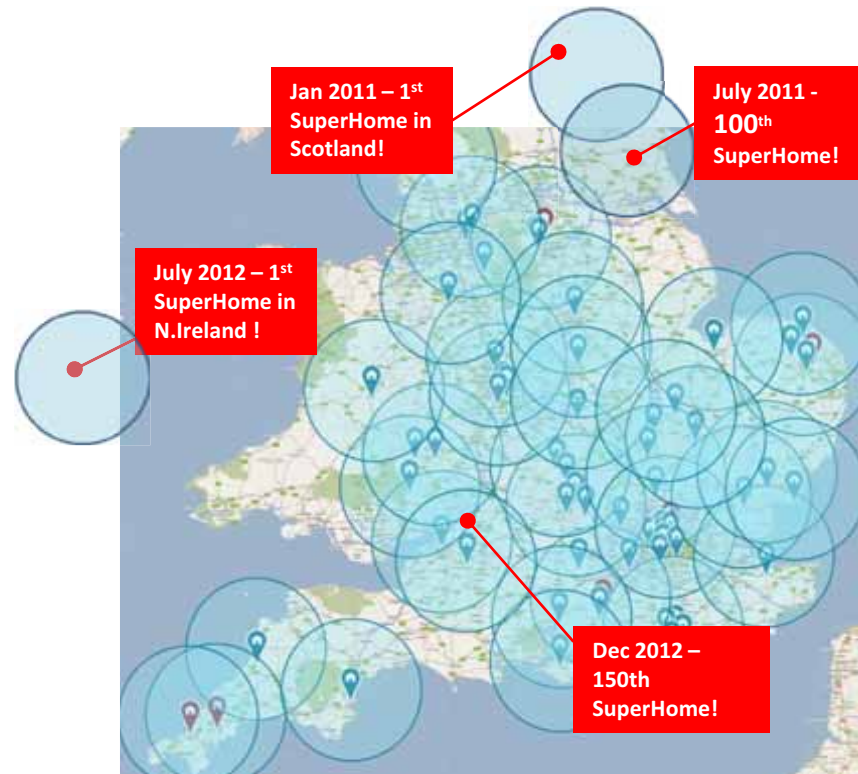 Jan 2011 – 1st
SuperHome in
Scotland!
July 2011 -
100th
SuperHome!
July 2012 – 1st
SuperHome in
N.Ireland !
Dec 2012 –
150th
SuperHome!